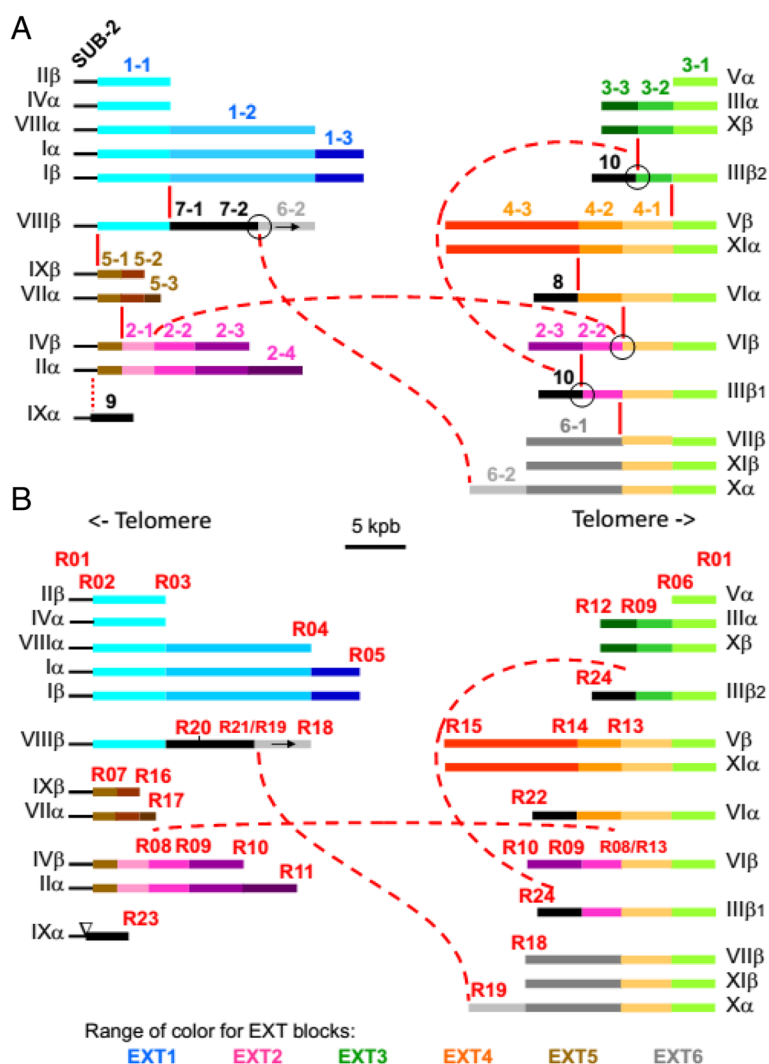 A
SUB-2
1-1
3-1
IIβ
Vα
IVα
3-3 3-2
IIIα
VIIIα
1-2
Xβ
Iα
1-3
10
Iβ
IIIβ2
7-1 7-2 6-2
4-3 4-2 4-1
VIIIβ
Vβ
5-1 5-2
XIα
IXβ
5-3
8
VIIα
VIα
2-1 2-2 2-3
2-3 2-2
IVβ
VIβ
2-4
IIα
10
IIIβ1
9
IXα
6-1
VIIβ
XIβ
6-2
Xα
B
<- Telomere
5 kpb
Telomere ->
R01
R01
R02 R03
R06
IIβ
Vα
IVα
R12 R09
IIIα
VIIIα
R04
Xβ
Iα
R05
R24
Iβ
IIIβ2
R20 R21/R19 R18
R15 R14 R13
VIIIβ
Vβ
R07 R16
XIα
IXβ
R17
R22
VIIα
VIα
R08 R09 R10
R10 R09 R08/R13
IVβ
VIβ
R11
IIα
R24
IIIβ1
R23
IXα
R18
VIIβ
XIβ
R19
Xα
Range of color for EXT blocks:
EXT1 EXT2 EXT3 EXT4 EXT5 EXT6